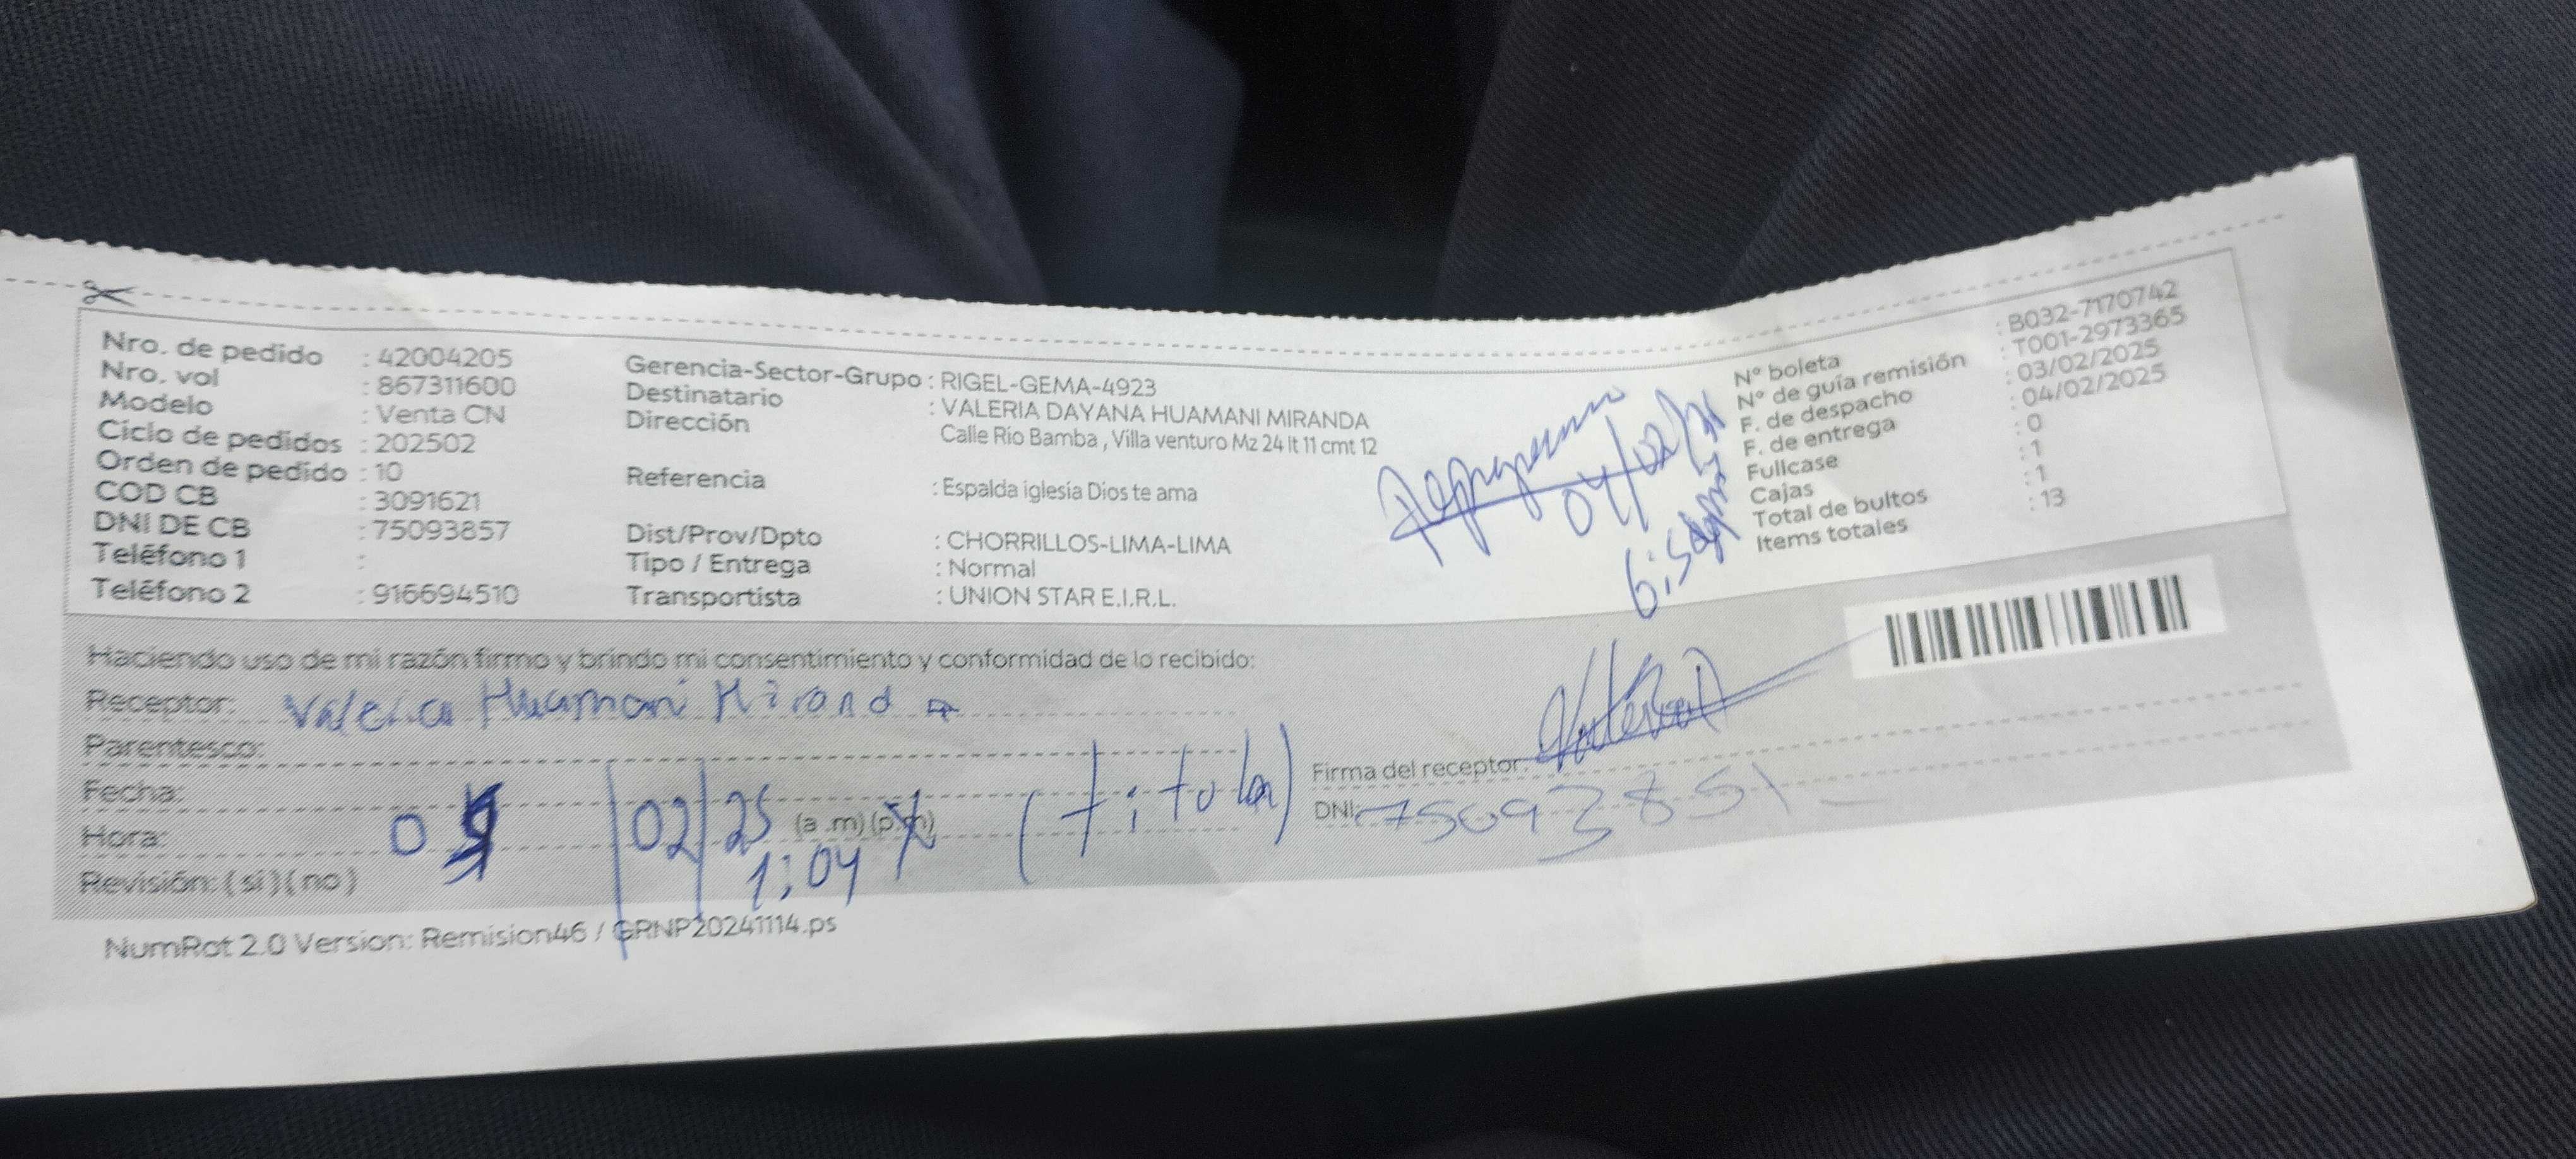 Nro. de pedido : 42004205
Nro. vol : 867311600
Modelo : Venta CN
Ciclo de pedidos : 202502
Orden de pedido : 10
COD CB : 3091621
DNI DE CB : 75093857
Teléfono 1 :
Teléfono 2 : 916694510
Gerencia-Sector-Grupo : RIGEL-GEMA-4923
Destinatario : VALERIA DAYANA HUAMANI MIRANDA
Dirección
Calle Río Bamba , Villa venturo Mz 24 lt 11 cmt 12
Referencia : Espalda iglesia Dios te ama
Dist/Prov/Dpto : CHORRILLOS-LIMA-LIMA
Tipo / Entrega : Normal
Transportista : UNION STAR E.I.R.L.
04/02/
N° boleta : B032-7170742
N° de guía remisión : T001-2973365
F. de despacho : 03/02/2025
F. de entrega : 04/02/2025
Fullcase : 0
Cajas : 1
Total de bultos : 1
Items totales : 13
Haciendo uso de mi razón firmo y brindo mi consentimiento y conformidad de lo recibido:
Receptor: Valeria Huamani Miranda
Parentesco:
Fecha:
/02/25 (titular)
Hora: (a .m) (p.m)
1:04
Revisión: ( si ) ( no )
Firma del receptor:
DNI: 75093851
NumRot 2.0 Version: Remision46 / GRNP20241114.ps